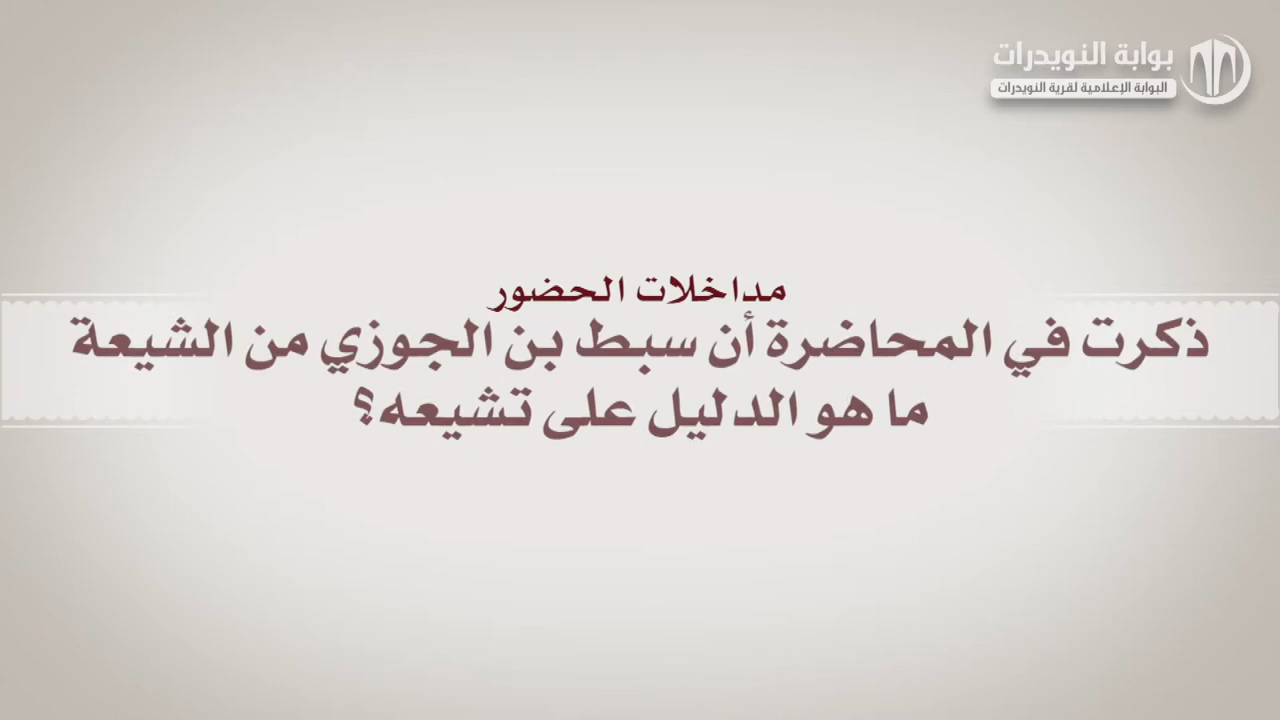 بوابة النويدرات
البوابة الإعلامية لقرية النويدرات
مداخلات الحضور
ذكرت في المحاضرة أن سبط بن الجوزي من الشيعة
ما هو الدليل على تشيعه؟